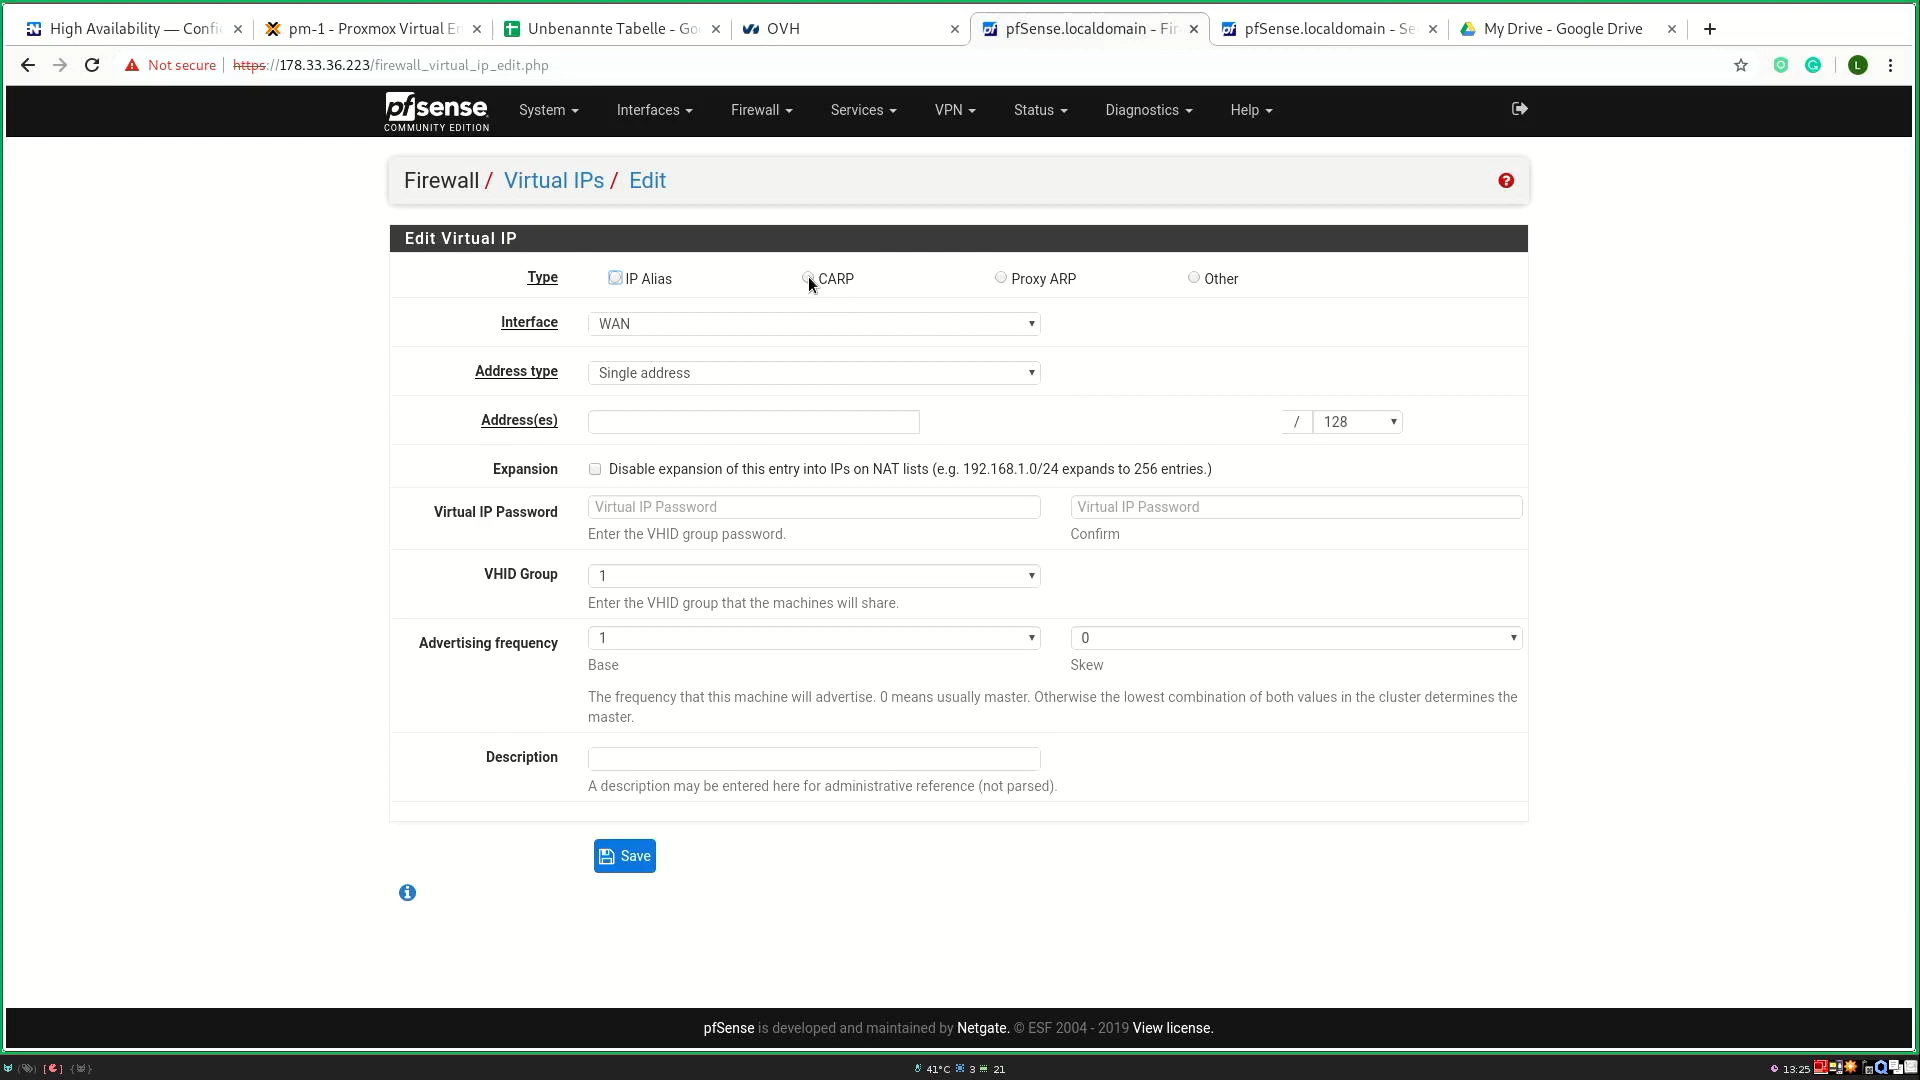 High Availability — Confi
pm-1 - Proxmox Virtual En
Unbenannte Tabelle - Go
OVH
pfSense.localdomain - Fir
pfSense.localdomain - Se
My Drive - Google Drive
Not secure
https://178.33.36.223/firewall_virtual_ip_edit.php
L
pfsense
COMMUNITY EDITION
System
Interfaces
Firewall
Services
VPN
Status
Diagnostics
Help
Firewall / Virtual IPs / Edit
Edit Virtual IP
Type
IP Alias
CARP
Proxy ARP
Other
Interface
WAN
Address type
Single address
Address(es)
/ 128
Expansion
Disable expansion of this entry into IPs on NAT lists (e.g. 192.168.1.0/24 expands to 256 entries.)
Virtual IP Password
Virtual IP Password
Virtual IP Password
Enter the VHID group password.
Confirm
VHID Group
1
Enter the VHID group that the machines will share.
Advertising frequency
1
0
Base
Skew
The frequency that this machine will advertise. 0 means usually master. Otherwise the lowest combination of both values in the cluster determines the
master.
Description
A description may be entered here for administrative reference (not parsed).
Save
pfSense is developed and maintained by Netgate. © ESF 2004 - 2019 View license.
41°C 3 21
13:25